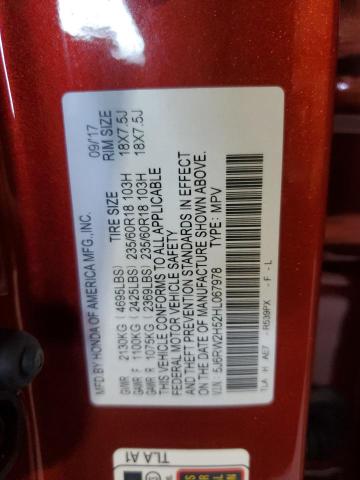 MFD BY HONDA OF AMERICA MFG., INC. 09/17
TIRE SIZE RIM SIZE
GVWR 2130KG (4695LBS)
GAWR F 1100KG (2425LBS) 235/60R18 103H 18X7.5J
GAWR R 1075KG (2369LBS) 235/60R18 103H 18X7.5J
THIS VEHICLE CONFORMS TO ALL APPLICABLE
FEDERAL MOTOR VEHICLE SAFETY
AND THEFT PREVENTION STANDARDS IN EFFECT
ON THE DATE OF MANUFACTURE SHOWN ABOVE.
V.I.N. : 5J6RW2H52HL067978 TYPE: MPV
TLA H AE7 R539PX - F - L
TLA A1